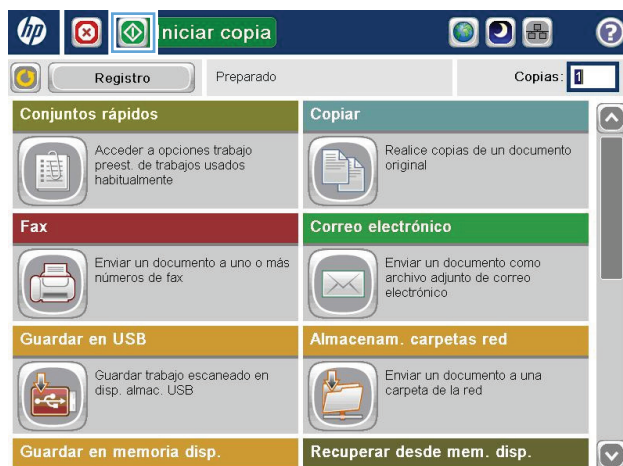 hp
Iniciar copia
?
Registro
Preparado
Copias: 1
Conjuntos rápidos
Copiar
Acceder a opciones trabajo
preest. de trabajos usados
habitualmente
Realice copias de un documento
original
Fax
Correo electrónico
Enviar un documento a uno o más
números de fax
Enviar un documento como
archivo adjunto de correo
electrónico
Guardar en USB
Almacenam. carpetas red
Guardar trabajo escaneado en
disp. almac. USB
Enviar un documento a una
carpeta de la red
Guardar en memoria disp.
Recuperar desde mem. disp.